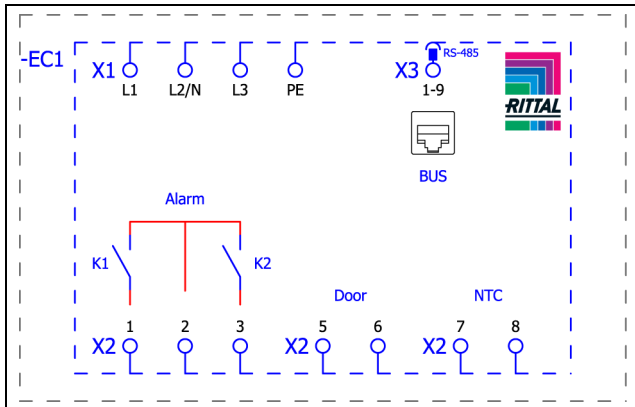 -EC1
X1 X3 RS-485
L1 L2/N L3 PE 1-9
RITTAL
BUS
Alarm
K1 K2
Door NTC
1 2 3 5 6 7 8
X2 X2 X2